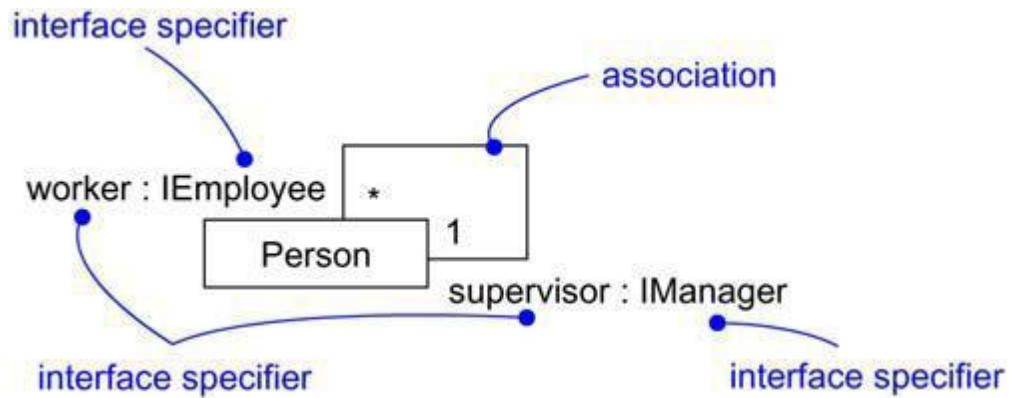 interface specifier
association
worker : IEmployee
*
1
Person
supervisor : IManager
interface specifier
interface specifier